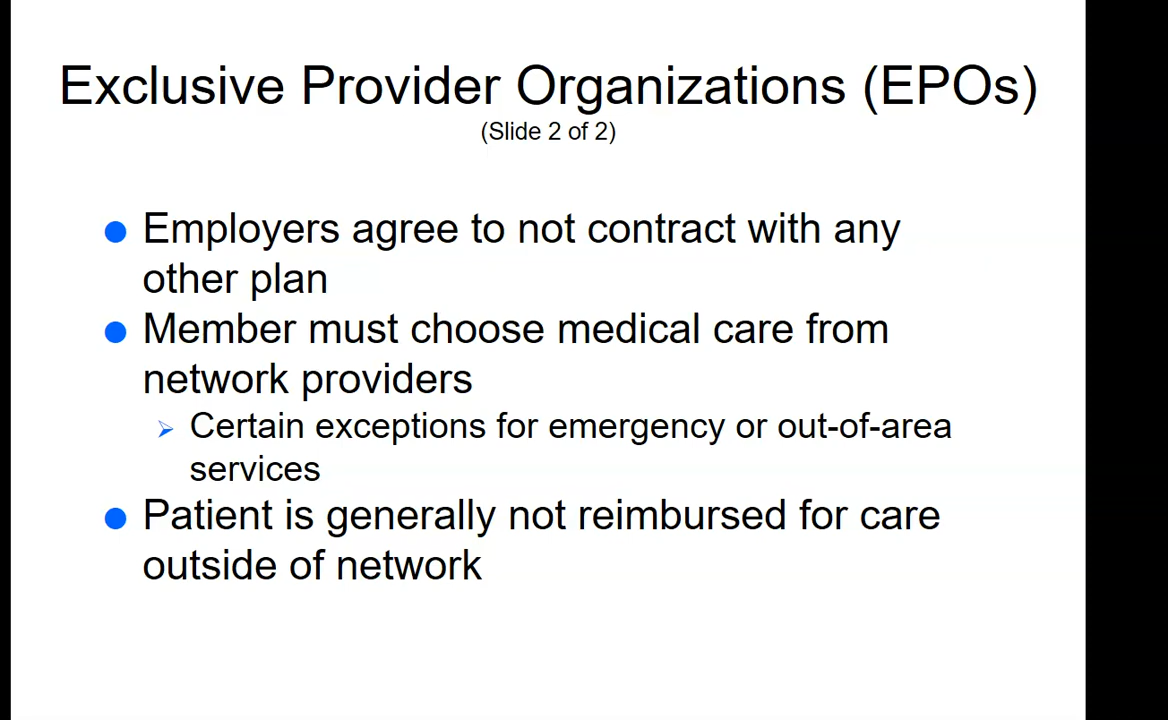 Exclusive Provider Organizations (EPOs)
(Slide 2 of 2)
Employers agree to not contract with any
other plan
Member must choose medical care from
network providers
Certain exceptions for emergency or out-of-area
services
Patient is generally not reimbursed for care
outside of network